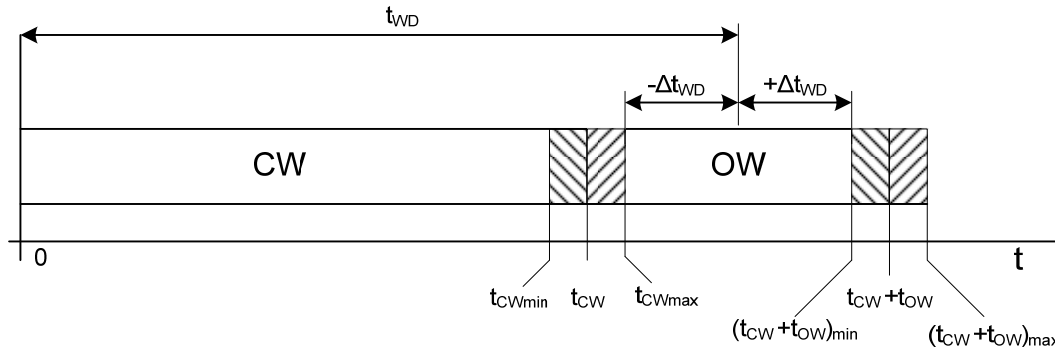 tWD
-ΔtWD
+ΔtWD
CW
OW
0
t
tCWmin
tCW
tCWmax
(tCW+tOW)min
tCW+tOW
(tCW+tOW)max